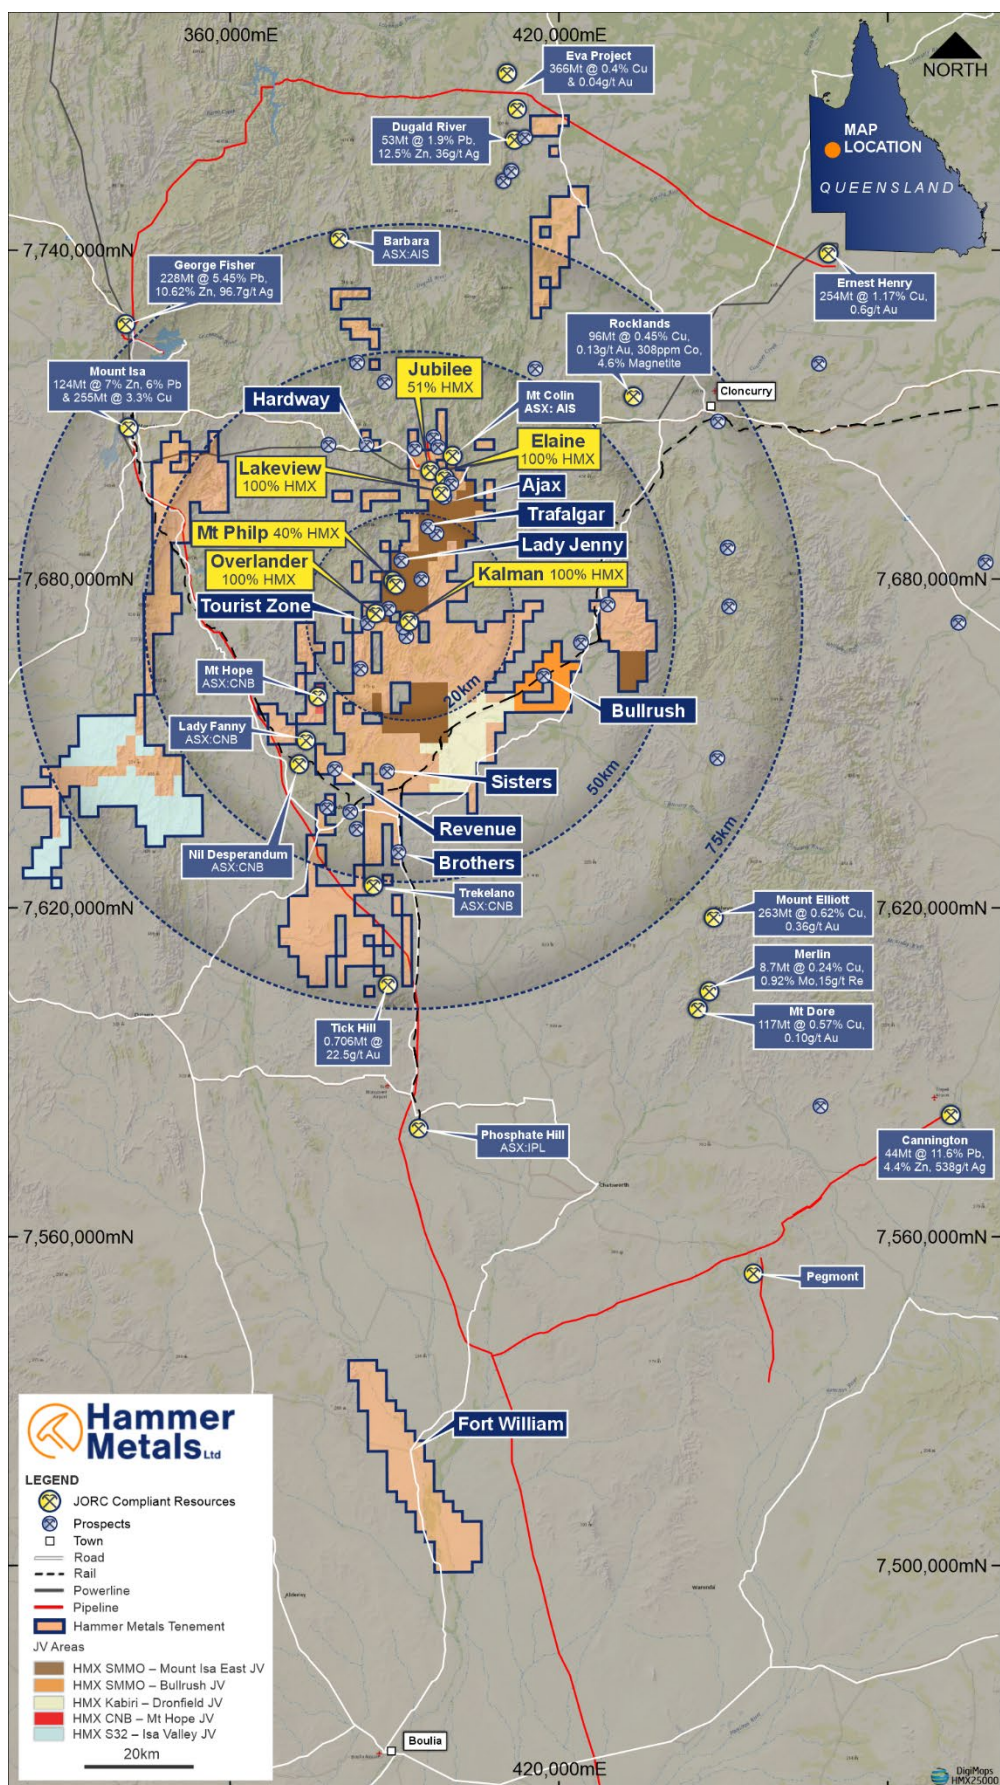 360,000mE
420,000mE
NORTH
Eva Project
366Mt @ 0.4% Cu
& 0.04g/t Au
Dugald River
53Mt @ 1.9% Pb,
12.5% Zn, 36g/t Ag
MAP
LOCATION
QUEENSLAND
7,740,000mN
7,740,000mN
Barbara
ASX:AIS
George Fisher
228Mt @ 5.45% Pb,
10.62% Zn, 96.7g/t Ag
Ernest Henry
254Mt @ 1.17% Cu,
0.6g/t Au
Rocklands
96Mt @ 0.45% Cu,
0.13g/t Au, 308ppm Co,
4.6% Magnetite
Mount Isa
124Mt @ 7% Zn, 6% Pb
& 255Mt @ 3.3% Cu
Jubilee
51% HMX
Mt Colin
ASX: AIS
Cloncurry
Hardway
Elaine
100% HMX
Lakeview
100% HMX
Ajax
Trafalgar
Mt Philp 40% HMX
Lady Jenny
Overlander
100% HMX
Kalman 100% HMX
7,680,000mN
7,680,000mN
Tourist Zone
Mt Hope
ASX:CNB
20km
Bullrush
Lady Fanny
ASX:CNB
50km
Sisters
75km
Revenue
Nil Desperandum
ASX:CNB
Brothers
Trekelano
ASX:CNB
7,620,000mN
7,620,000mN
Mount Elliott
263Mt @ 0.62% Cu,
0.36g/t Au
Merlin
8.7Mt @ 0.24% Cu,
0.92% Mo,15g/t Re
Mt Dore
117Mt @ 0.57% Cu,
0.10g/t Au
Tick Hill
0.706Mt @
22.5g/t Au
Phosphate Hill
ASX:IPL
Cannington
44Mt @ 11.6% Pb,
4.4% Zn, 538g/t Ag
Chatsworth
7,560,000mN
7,560,000mN
Pegmont
Fort William
Hammer
Metals Ltd
LEGEND
JORC Compliant Resources
Prospects
Town
Road
Rail
Powerline
Pipeline
Hammer Metals Tenement
JV Areas
HMX SMMO – Mount Isa East JV
HMX SMMO – Bullrush JV
HMX Kabiri – Dronfield JV
HMX CNB – Mt Hope JV
HMX S32 – Isa Valley JV
20km
7,500,000mN
Boulia
420,000mE
DigiMaps
HMX25000